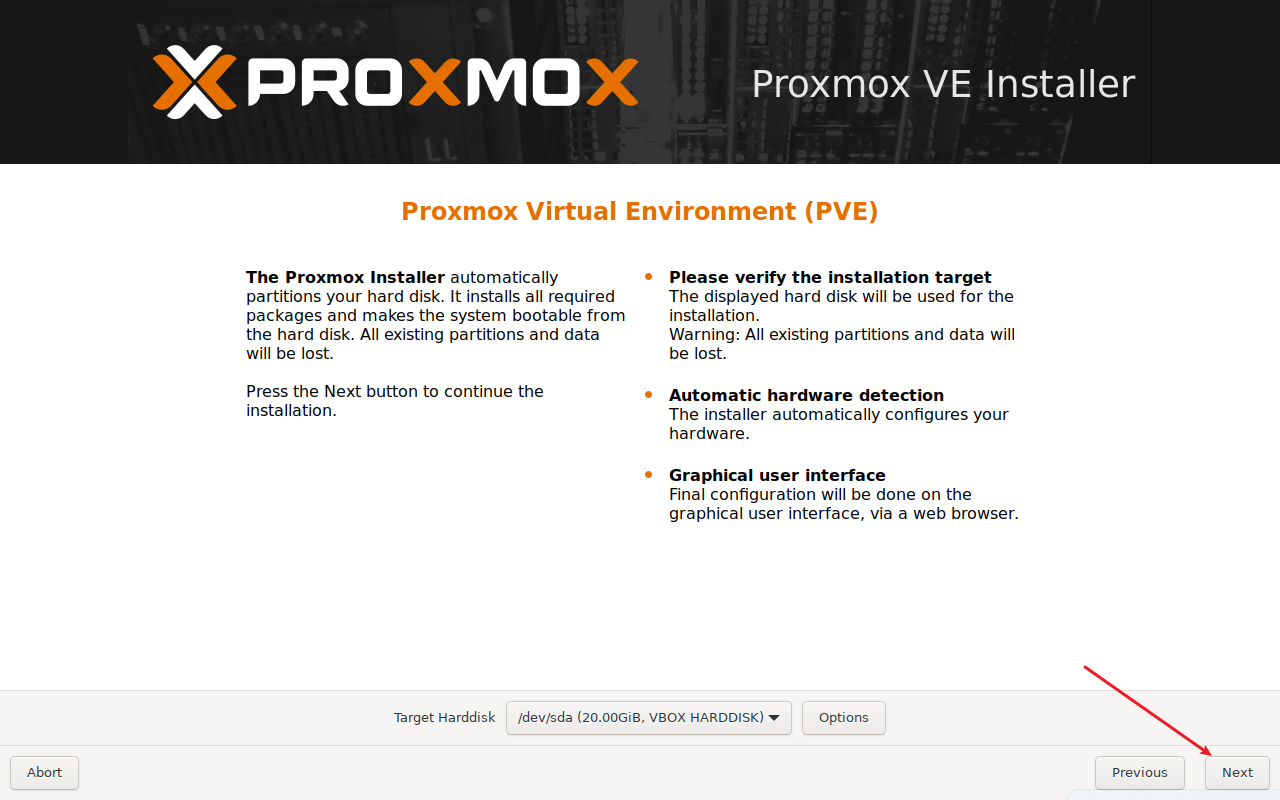 PROXMOX
Proxmox VE Installer
Proxmox Virtual Environment (PVE)
The Proxmox Installer automatically
partitions your hard disk. It installs all required
packages and makes the system bootable from
the hard disk. All existing partitions and data
will be lost.
Press the Next button to continue the
installation.
Please verify the installation target
The displayed hard disk will be used for the
installation.
Warning: All existing partitions and data will
be lost.
Automatic hardware detection
The installer automatically configures your
hardware.
Graphical user interface
Final configuration will be done on the
graphical user interface, via a web browser.
Target Harddisk /dev/sda (20.00GiB, VBOX HARDDISK) Options
Abort Previous Next